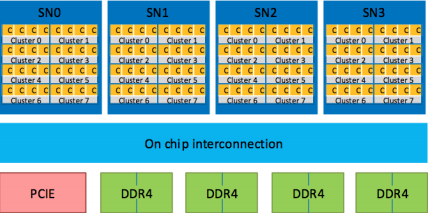 SN0 SN1 SN2 SN3
C C C C C C C C C C C C C C C C C C C C C C C C C C C C C C C C
Cluster 0 Cluster 1 Cluster 0 Cluster 1 Cluster 0 Cluster 1 Cluster 0 Cluster 1
C C C C C C C C C C C C C C C C C C C C C C C C C C C C C C C C
Cluster 2 Cluster 3 Cluster 2 Cluster 3 Cluster 2 Cluster 3 Cluster 2 Cluster 3
C C C C C C C C C C C C C C C C C C C C C C C C C C C C C C C C
Cluster 4 Cluster 5 Cluster 4 Cluster 5 Cluster 4 Cluster 5 Cluster 4 Cluster 5
C C C C C C C C C C C C C C C C C C C C C C C C C C C C C C C C
Cluster 6 Cluster 7 Cluster 6 Cluster 7 Cluster 6 Cluster 7 Cluster 6 Cluster 7
On chip interconnection
PCIE DDR4 DDR4 DDR4 DDR4